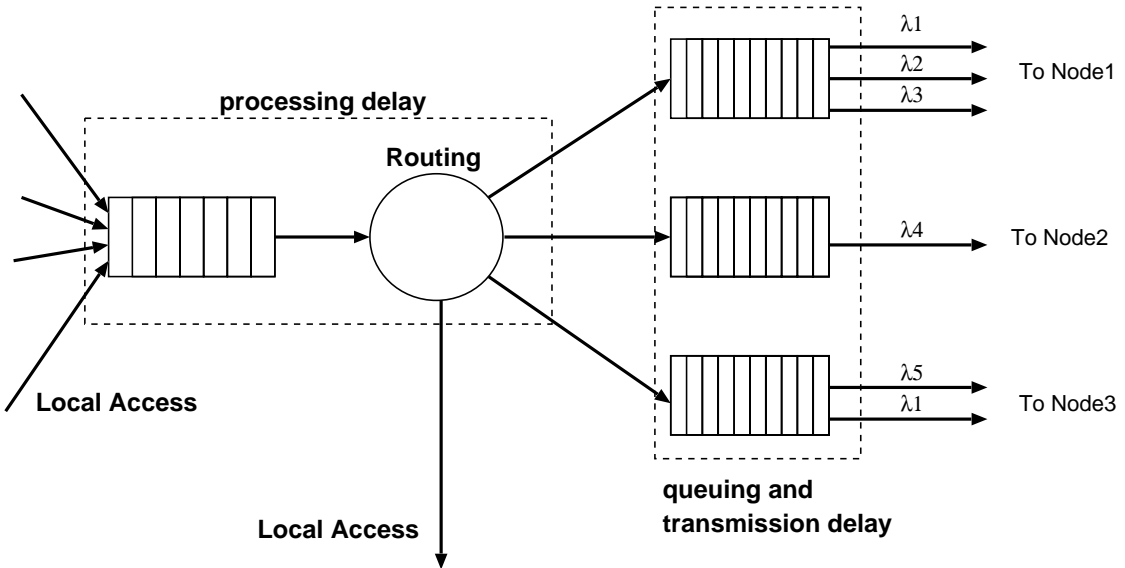 λ1
λ2
To Node1
λ3
processing delay
Routing
λ4
To Node2
λ5
Local Access
λ1
To Node3
queuing and
transmission delay
Local Access